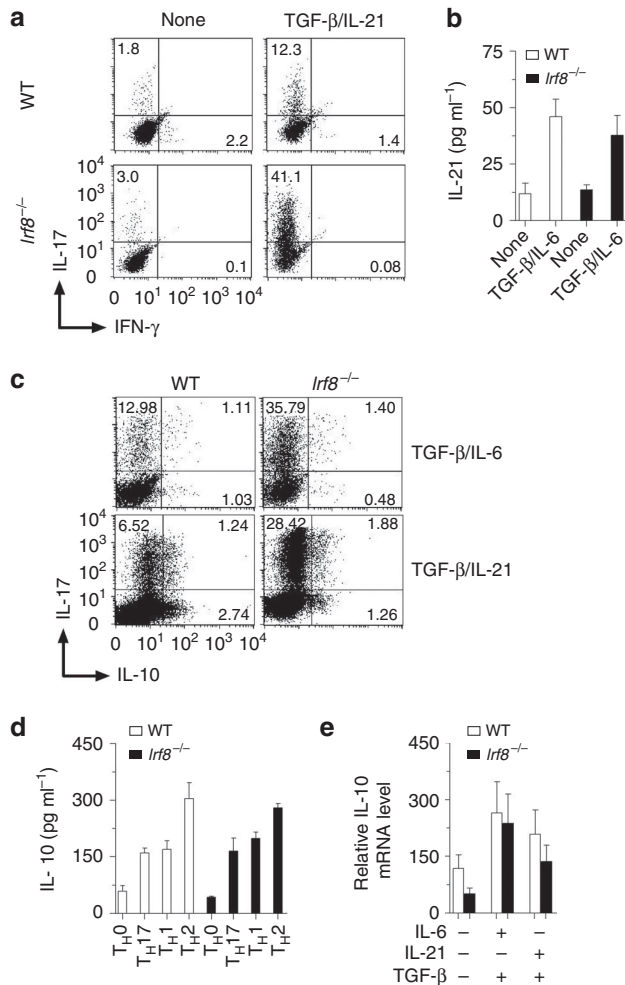 a
None
TGF-β/IL-21
WT
1.8
2.2
12.3
1.4
Irf8−/−
IL-17
10⁴
10³
10²
10¹
0
3.0
0.1
41.1
0.08
0 10¹ 10² 10³ 10⁴
IFN-γ
b
WT
Irf8−/−
IL-21 (pg ml⁻¹)
75
50
25
0
None
TGF-β/IL-6
None
TGF-β/IL-6
c
WT
Irf8−/−
12.98 1.11
1.03
35.79 1.40
0.48
TGF-β/IL-6
IL-17
10⁴
10³
10²
10¹
0
6.52 1.24
2.74
28.42 1.88
1.26
TGF-β/IL-21
0 10¹ 10² 10³ 10⁴
IL-10
d
WT
Irf8−/−
IL- 10 (pg ml⁻¹)
450
300
150
0
TH0
TH17
TH1
TH2
TH0
TH17
TH1
TH2
e
WT
Irf8−/−
Relative IL-10
mRNA level
450
300
150
0
IL-6 − + −
IL-21 − − +
TGF-β − + +